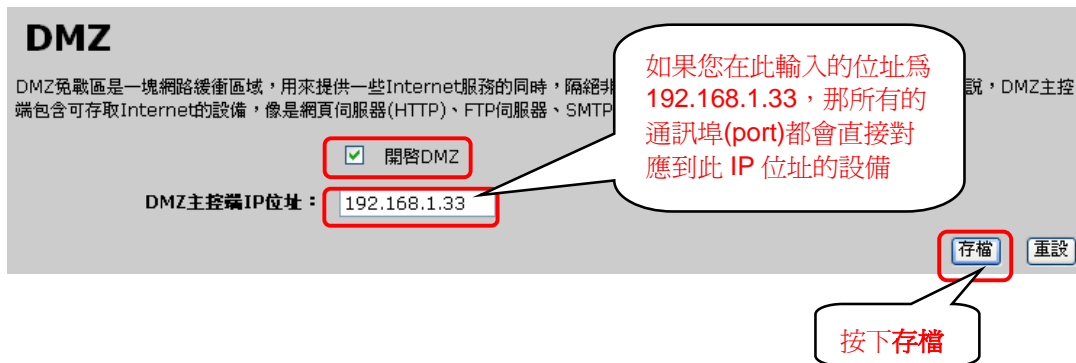 DMZ
DMZ免戰區是一塊網路緩衝區域，用來提供一些Internet服務的同時，隔絕非
說，DMZ主控
端包含可存取Internet的設備，像是網頁伺服器(HTTP)、FTP伺服器、SMTP
如果您在此輸入的位址為
192.168.1.33，那所有的
通訊埠(port)都會直接對
應到此 IP 位址的設備
開啓DMZ
DMZ主控端IP位址：
192.168.1.33
存檔
重設
按下存檔